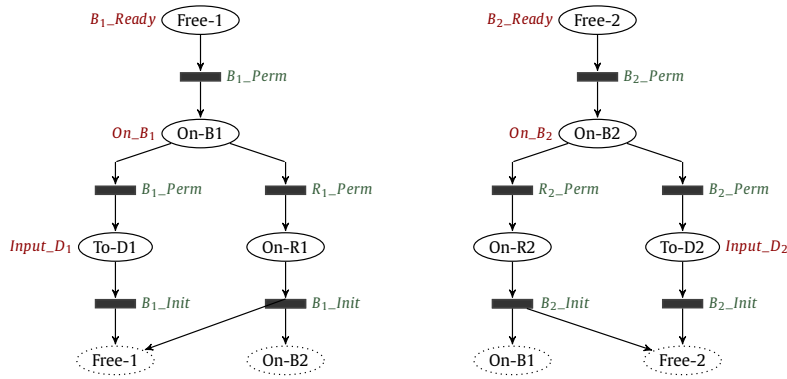 B₁_Ready Free-1 B₂_Ready Free-2
B₁_Perm B₂_Perm
On_B₁ On-B1 On_B₂ On-B2
B₁_Perm R₁_Perm R₂_Perm B₂_Perm
Input_D₁ To-D1 On-R1 On-R2 To-D2 Input_D₂
B₁_Init B₁_Init B₂_Init B₂_Init
Free-1 On-B2 On-B1 Free-2